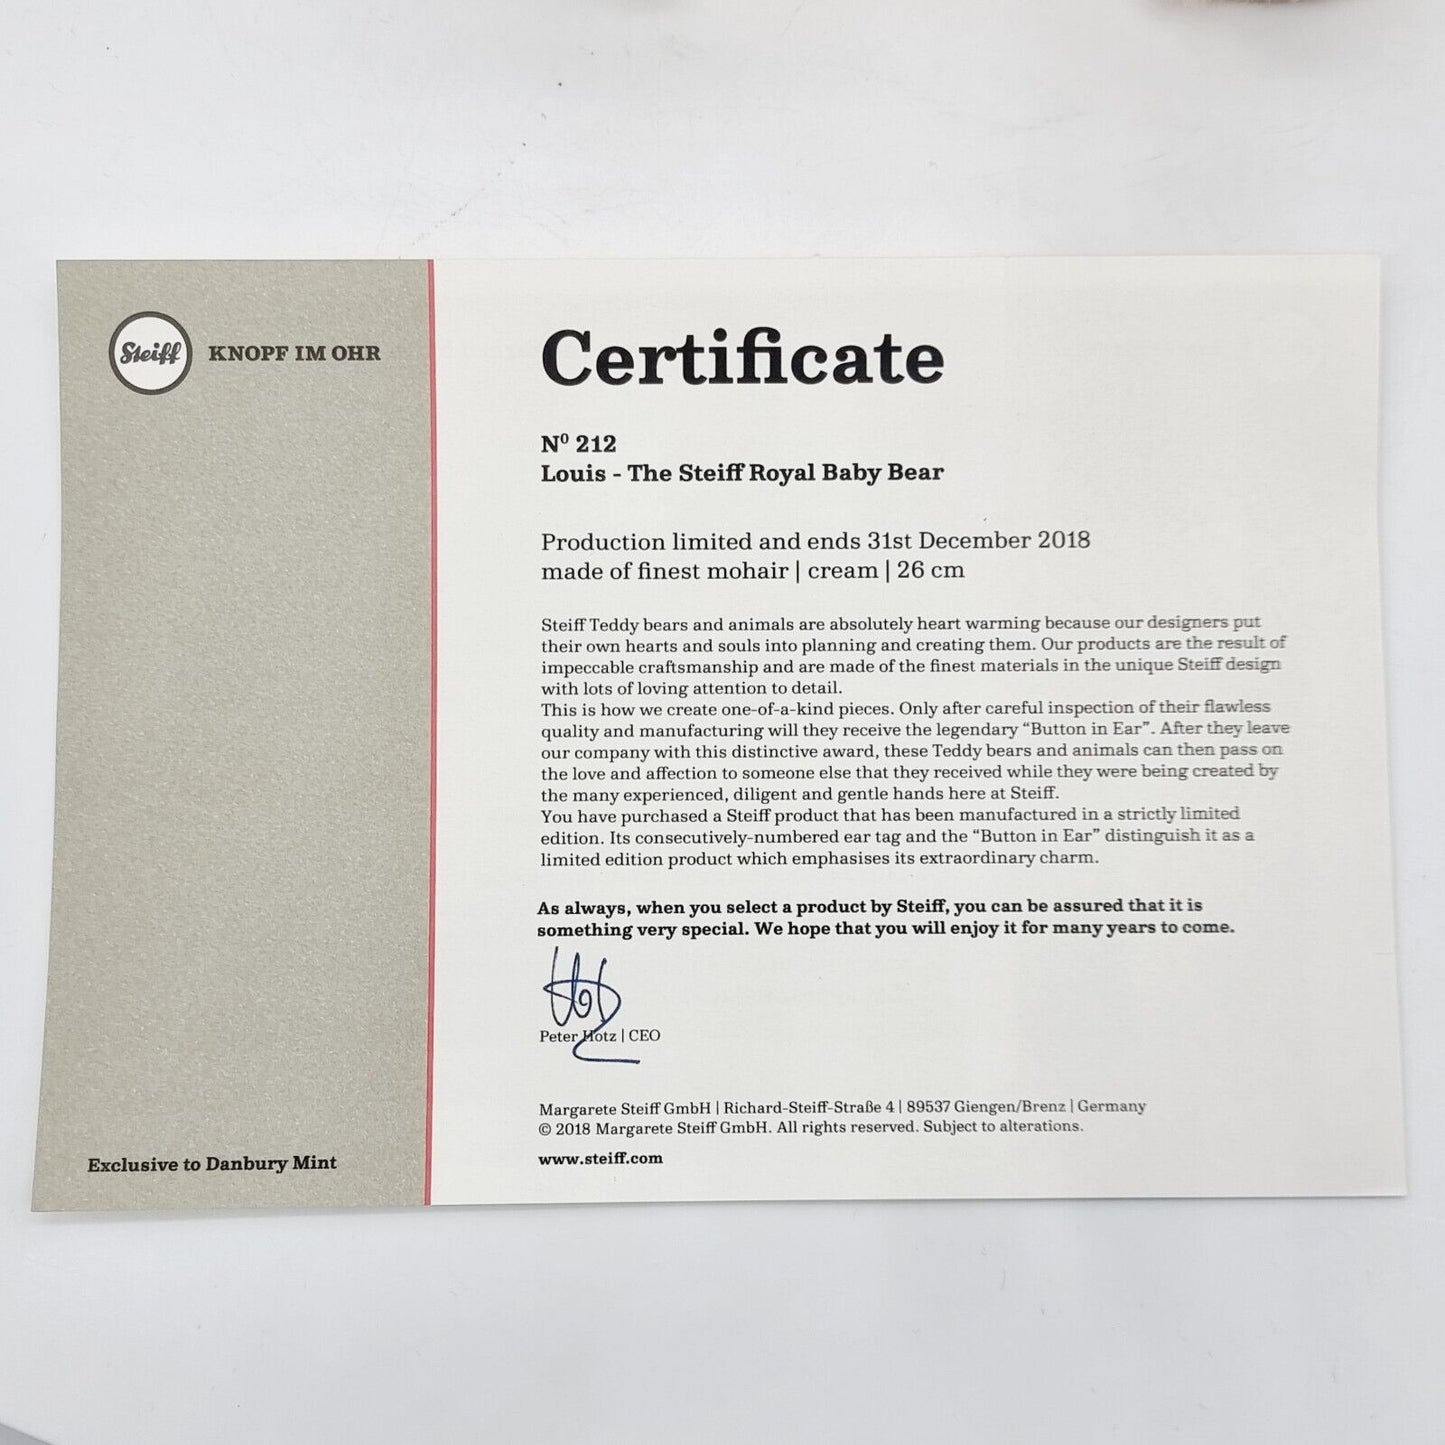 Steiff KNOPF IM OHR
Certificate
Nº 212
Louis - The Steiff Royal Baby Bear
Production limited and ends 31st December 2018
made of finest mohair | cream | 26 cm
Steiff Teddy bears and animals are absolutely heart warming because our designers put
their own hearts and souls into planning and creating them. Our products are the result of
impeccable craftsmanship and are made of the finest materials in the unique Steiff design
with lots of loving attention to detail.
This is how we create one-of-a-kind pieces. Only after careful inspection of their flawless
quality and manufacturing will they receive the legendary “Button in Ear”. After they leave
our company with this distinctive award, these Teddy bears and animals can then pass on
the love and affection to someone else that they received while they were being created by
the many experienced, diligent and gentle hands here at Steiff.
You have purchased a Steiff product that has been manufactured in a strictly limited
edition. Its consecutively-numbered ear tag and the “Button in Ear” distinguish it as a
limited edition product which emphasises its extraordinary charm.
As always, when you select a product by Steiff, you can be assured that it is
something very special. We hope that you will enjoy it for many years to come.
Peter Hotz | CEO
Margarete Steiff GmbH | Richard-Steiff-Straße 4 | 89537 Giengen/Brenz | Germany
© 2018 Margarete Steiff GmbH. All rights reserved. Subject to alterations.
www.steiff.com
Exclusive to Danbury Mint